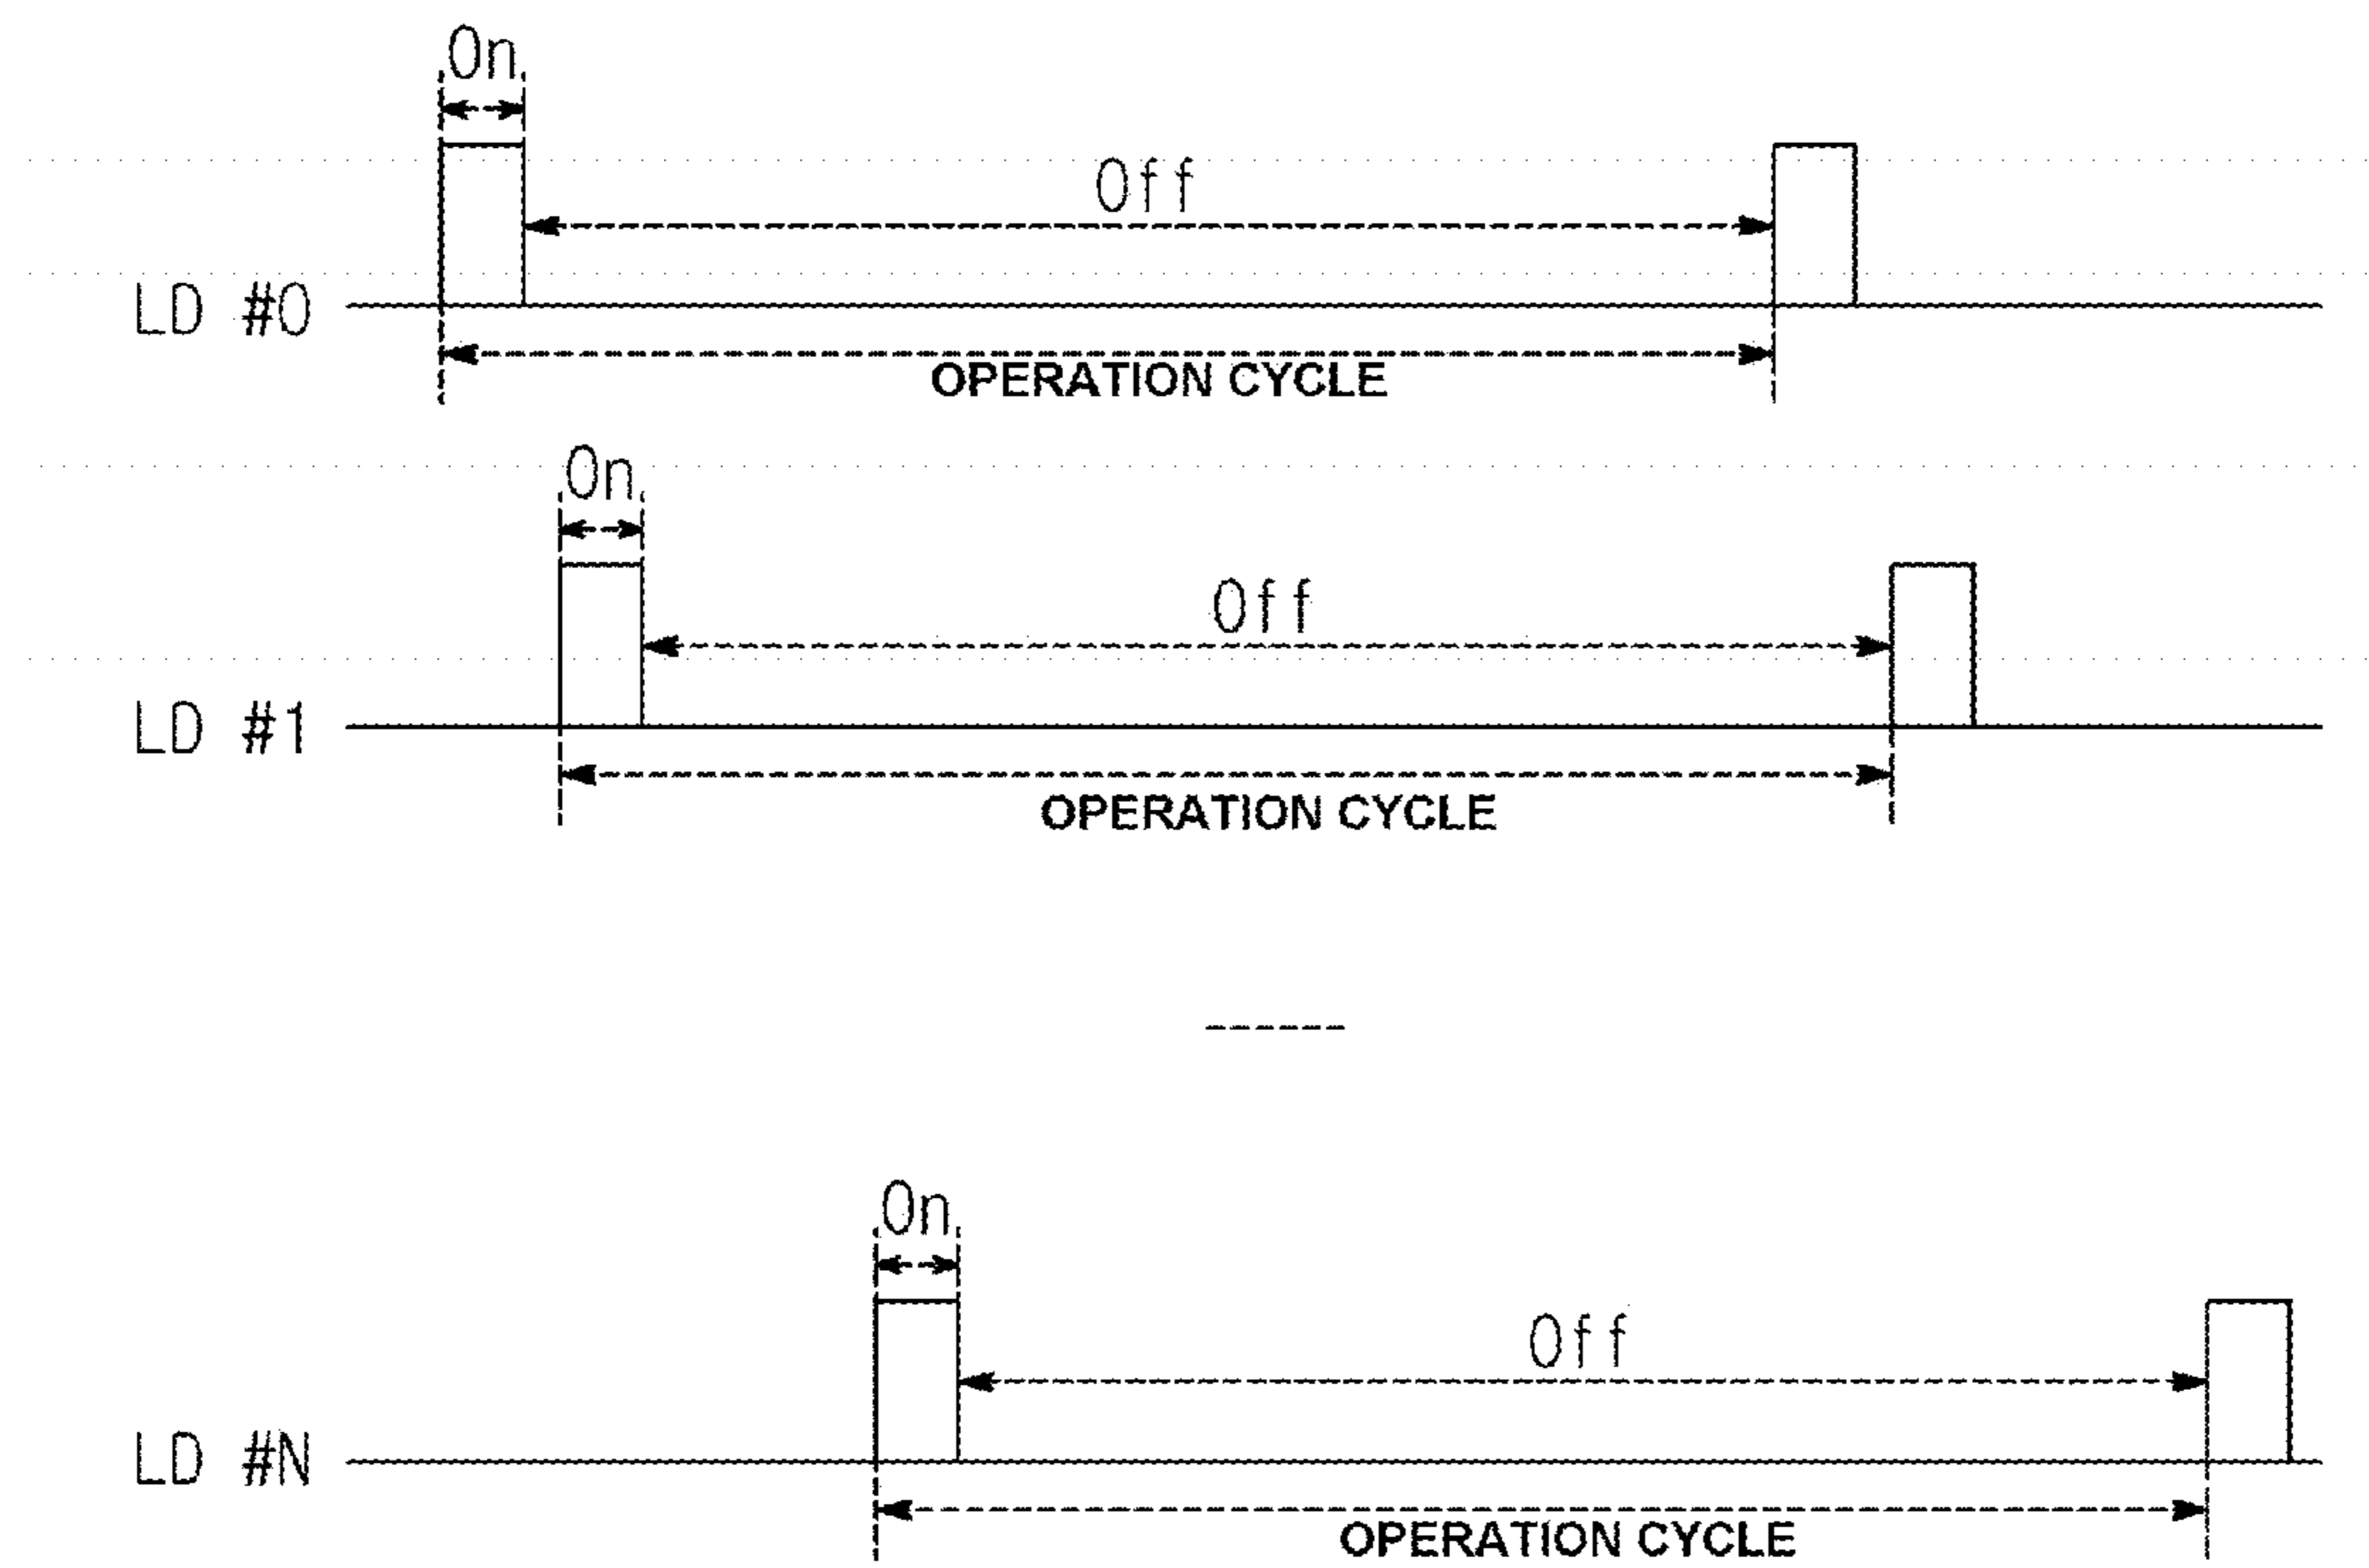 On
Off
LD #0
OPERATION CYCLE
On
Off
LD #1
OPERATION CYCLE
On
Off
LD #N
OPERATION CYCLE